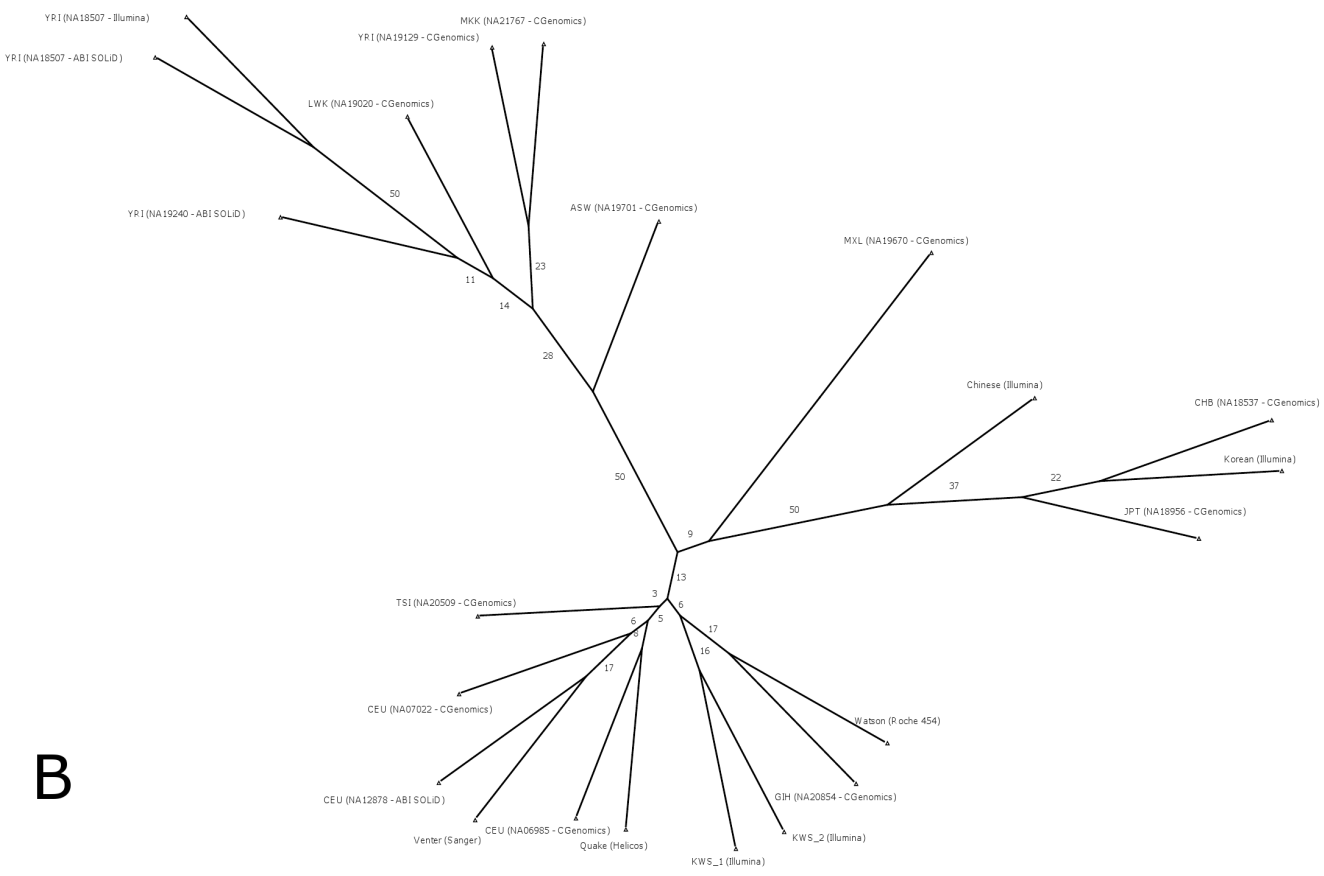 YRI (NA18507 - Illumina)
MKK (NA21767 - CGenomics)
YRI (NA19129 - CGenomics)
YRI (NA18507 - ABI SOLiD)
LWK (NA19020 - CGenomics)
50
YRI (NA19240 - ABI SOLiD)
ASW (NA19701 - CGenomics)
MXL (NA19670 - CGenomics)
23
11
14
28
Chinese (Illumina)
CHB (NA18537 - CGenomics)
Korean (Illumina)
50
22
37
50
JPT (NA18956 - CGenomics)
9
13
3
TSI (NA20509 - CGenomics)
6
6
5
17
8
16
17
CEU (NA07022 - CGenomics)
Watson (Roche 454)
B
CEU (NA12878 - ABI SOLiD)
GIH (NA20854 - CGenomics)
CEU (NA06985 - CGenomics)
Venter (Sanger)
KWS_2 (Illumina)
Quake (Helicos)
KWS_1 (Illumina)